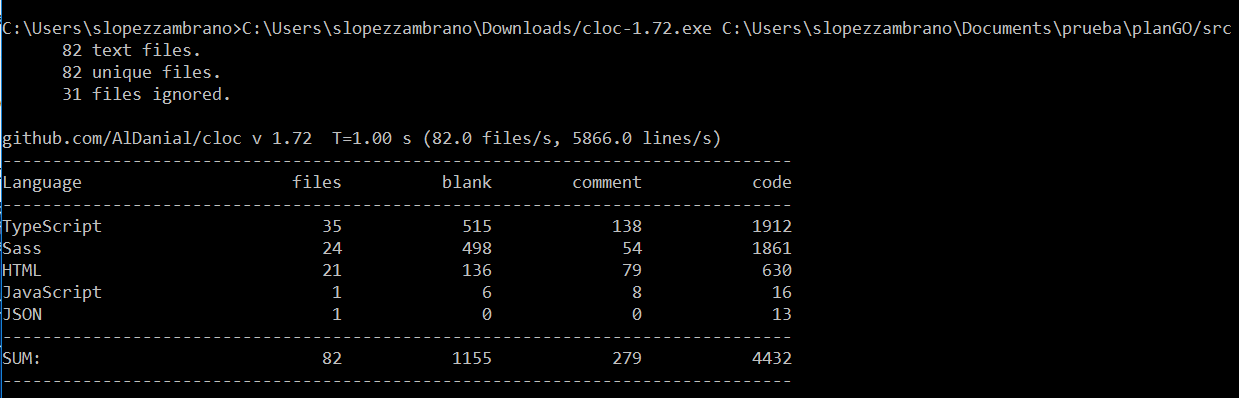 C:\Users\slopezzambrano>C:\Users\slopezzambrano\Downloads/cloc-1.72.exe C:\Users\slopezzambrano\Documents\prueba\planGO/src
      82 text files.
      82 unique files.
      31 files ignored.

github.com/AlDanial/cloc v 1.72  T=1.00 s (82.0 files/s, 5866.0 lines/s)
-------------------------------------------------------------------------------
Language                     files          blank        comment           code
-------------------------------------------------------------------------------
TypeScript                      35            515            138           1912
Sass                            24            498             54           1861
HTML                            21            136             79            630
JavaScript                       1              6              8             16
JSON                             1              0              0             13
-------------------------------------------------------------------------------
SUM:                            82           1155            279           4432
-------------------------------------------------------------------------------